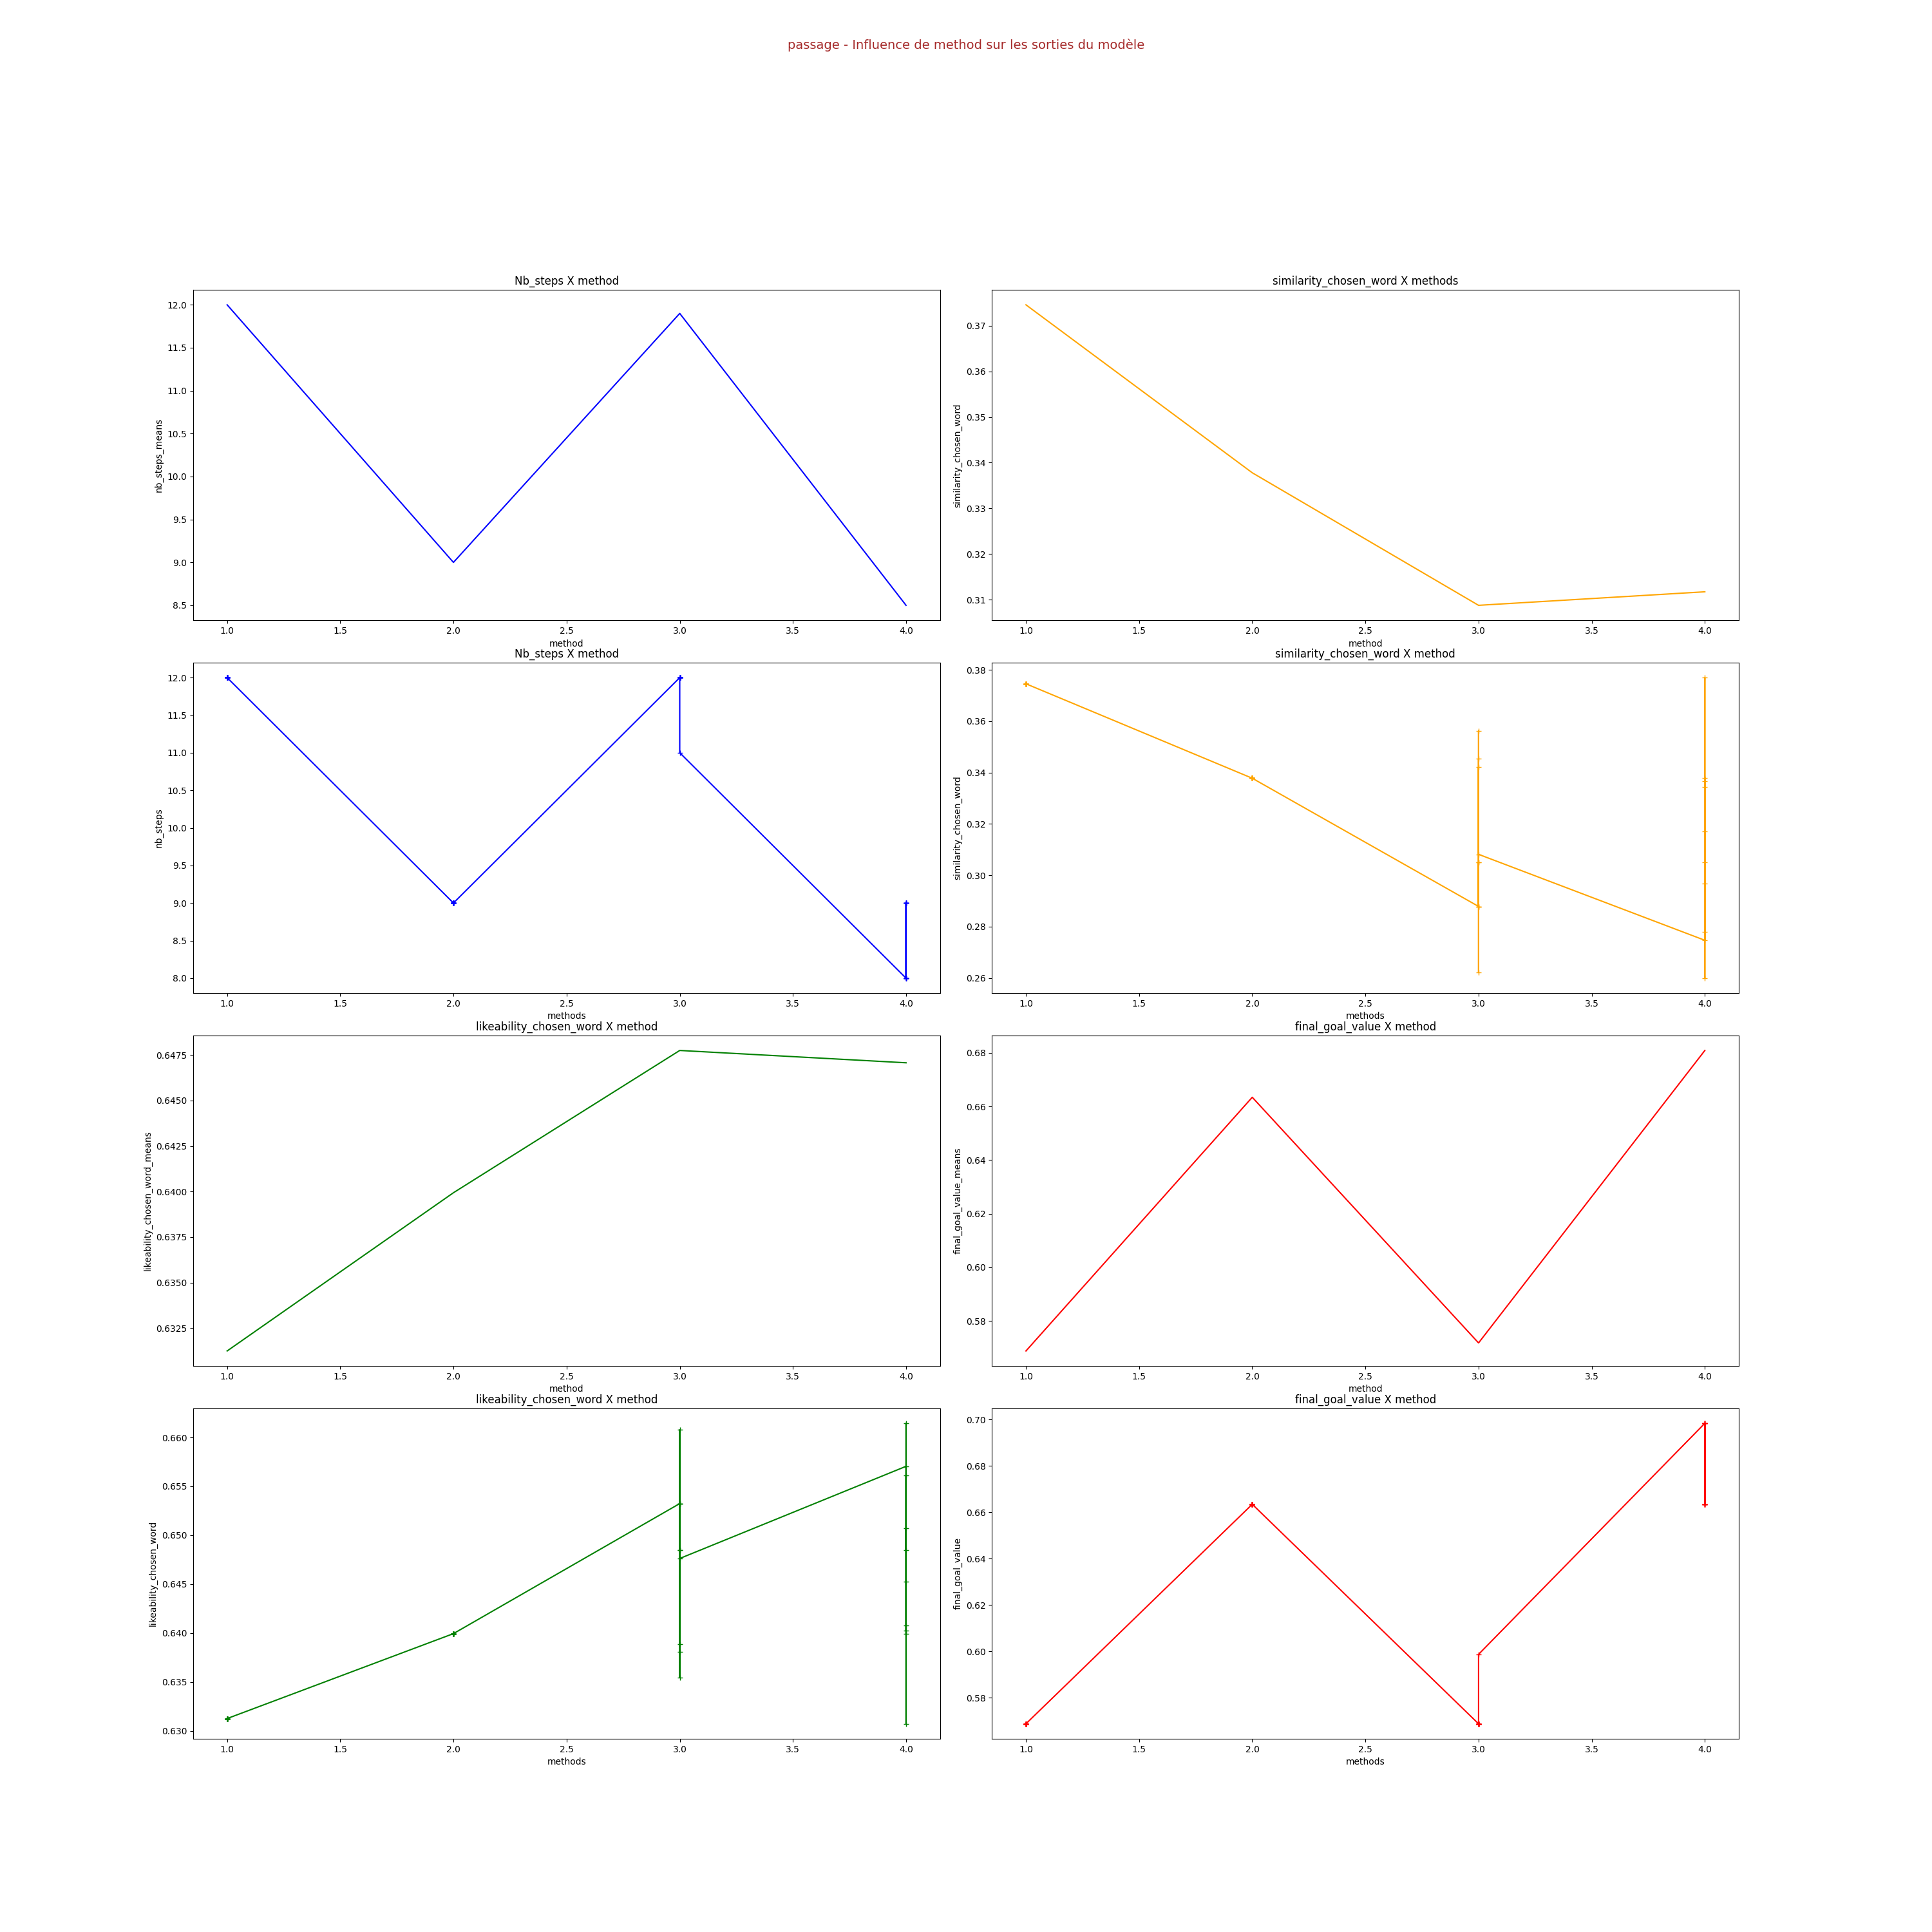 passage - Influence de method sur les sorties du modèle
Nb_steps X method
nb_steps_means
12.0
11.5
11.0
10.5
10.0
9.5
9.0
8.5
1.0 1.5 2.0 2.5 3.0 3.5 4.0
method
similarity_chosen_word X methods
similarity_chosen_word
0.37
0.36
0.35
0.34
0.33
0.32
0.31
1.0 1.5 2.0 2.5 3.0 3.5 4.0
method
Nb_steps X method
nb_steps
12.0
11.5
11.0
10.5
10.0
9.5
9.0
8.5
8.0
1.0 1.5 2.0 2.5 3.0 3.5 4.0
methods
similarity_chosen_word X method
similarity_chosen_word
0.38
0.36
0.34
0.32
0.30
0.28
0.26
1.0 1.5 2.0 2.5 3.0 3.5 4.0
methods
likeability_chosen_word X method
likeability_chosen_word_means
0.6475
0.6450
0.6425
0.6400
0.6375
0.6350
0.6325
1.0 1.5 2.0 2.5 3.0 3.5 4.0
method
final_goal_value X method
final_goal_value_means
0.68
0.66
0.64
0.62
0.60
0.58
1.0 1.5 2.0 2.5 3.0 3.5 4.0
method
likeability_chosen_word X method
likeability_chosen_word
0.660
0.655
0.650
0.645
0.640
0.635
0.630
1.0 1.5 2.0 2.5 3.0 3.5 4.0
methods
final_goal_value X method
final_goal_value
0.70
0.68
0.66
0.64
0.62
0.60
0.58
1.0 1.5 2.0 2.5 3.0 3.5 4.0
methods